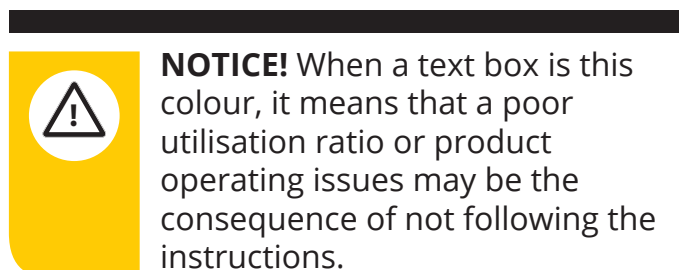 NOTICE! When a text box is this
colour, it means that a poor
utilisation ratio or product
operating issues may be the
consequence of not following the
instructions.